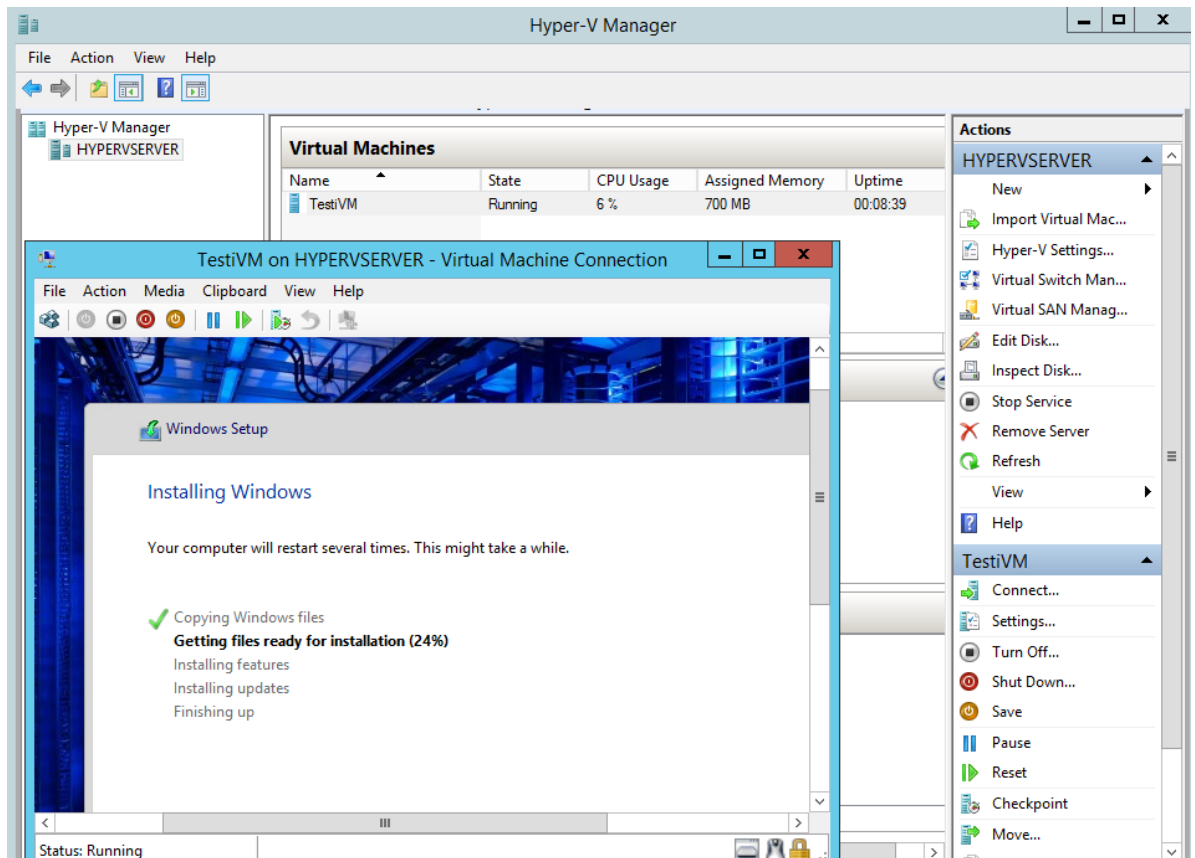 Hyper-V Manager
File Action View Help
Hyper-V Manager
HYPERVSERVER
Virtual Machines
Name State CPU Usage Assigned Memory Uptime
TestiVM Running 6 % 700 MB 00:08:39
TestiVM on HYPERVSERVER - Virtual Machine Connection
File Action Media Clipboard View Help
Windows Setup
Installing Windows
Your computer will restart several times. This might take a while.
Copying Windows files
Getting files ready for installation (24%)
Installing features
Installing updates
Finishing up
Status: Running
Actions
HYPERVSERVER
New
Import Virtual Mac...
Hyper-V Settings...
Virtual Switch Man...
Virtual SAN Manag...
Edit Disk...
Inspect Disk...
Stop Service
Remove Server
Refresh
View
Help
TestiVM
Connect...
Settings...
Turn Off...
Shut Down...
Save
Pause
Reset
Checkpoint
Move...